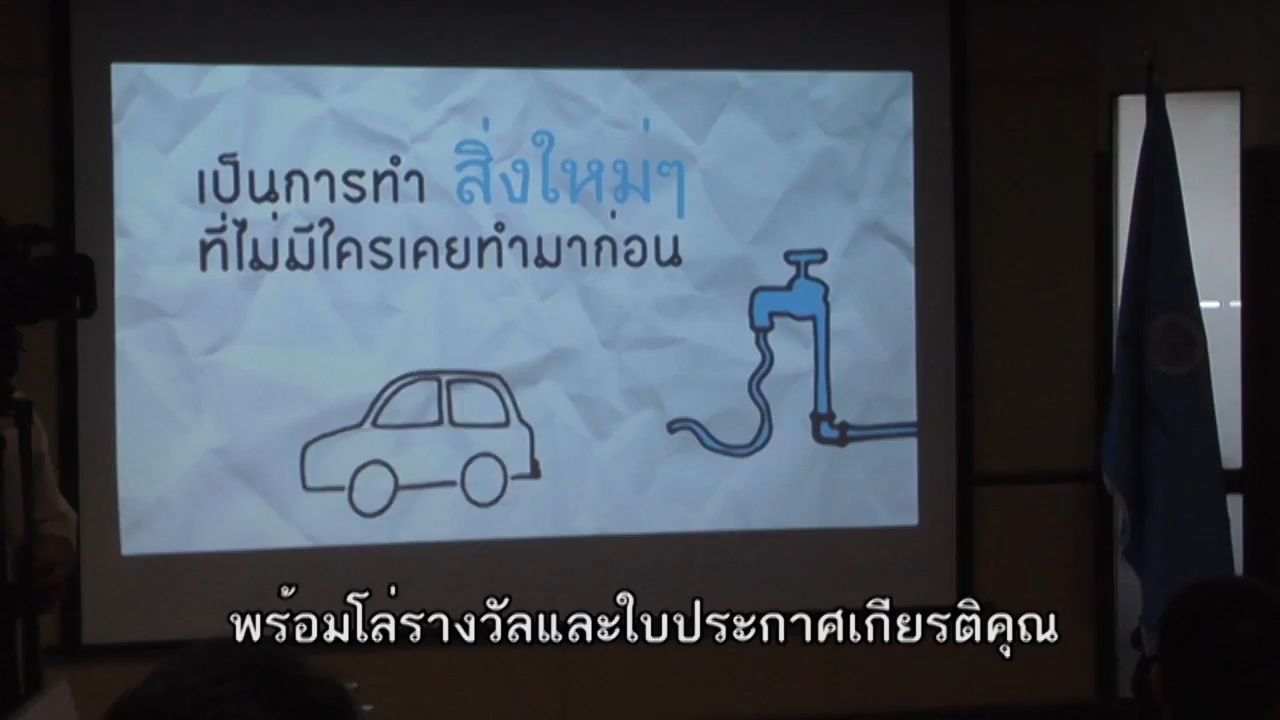 เป็นการทำ สิ่งใหม่ๆ
ที่ไม่มีใครเคยทำมาก่อน
พร้อมโล่รางวัลและใบประกาศเกียรติคุณ